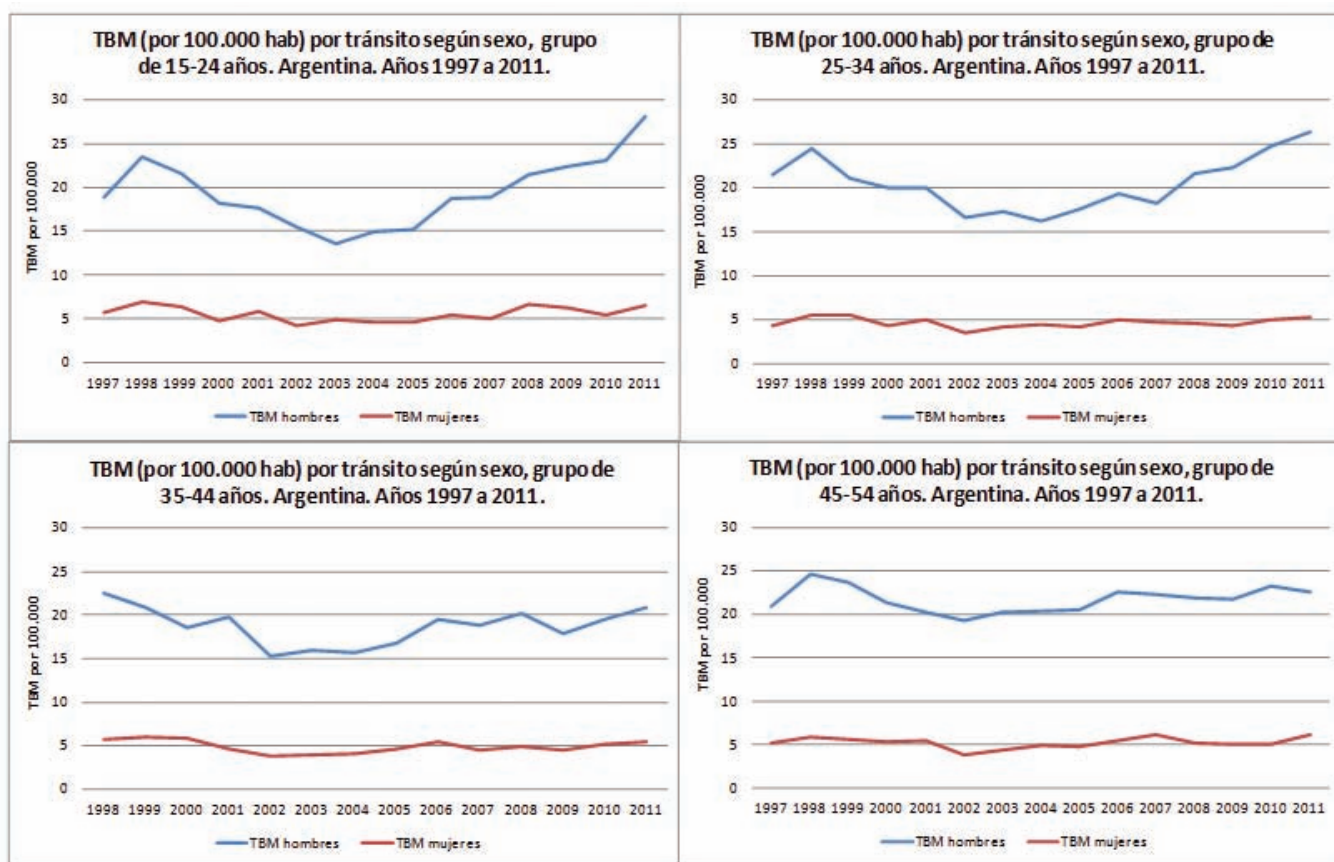 TBM (por 100.000 hab) por tránsito según sexo, grupo
de 15-24 años. Argentina. Años 1997 a 2011.
TBM por 100.000
30
25
20
15
10
5
0
1997 1998 1999 2000 2001 2002 2003 2004 2005 2006 2007 2008 2009 2010 2011
TBM hombres TBM mujeres
TBM (por 100.000 hab) por tránsito según sexo, grupo de
25-34 años. Argentina. Años 1997 a 2011.
TBM por 100.000
30
25
20
15
10
5
0
1997 1998 1999 2000 2001 2002 2003 2004 2005 2006 2007 2008 2009 2010 2011
TBM hombres TBM mujeres
TBM (por 100.000 hab) por tránsito según sexo, grupo de
35-44 años. Argentina. Años 1997 a 2011.
TBM por 100.000
30
25
20
15
10
5
0
1998 1999 2000 2001 2002 2003 2004 2005 2006 2007 2008 2009 2010 2011
TBM hombres TBM mujeres
TBM (por 100.000 hab) por tránsito según sexo, grupo de
45-54 años. Argentina. Años 1997 a 2011.
TBM por 100.000
30
25
20
15
10
5
0
1997 1998 1999 2000 2001 2002 2003 2004 2005 2006 2007 2008 2009 2010 2011
TBM hombres TBM mujeres